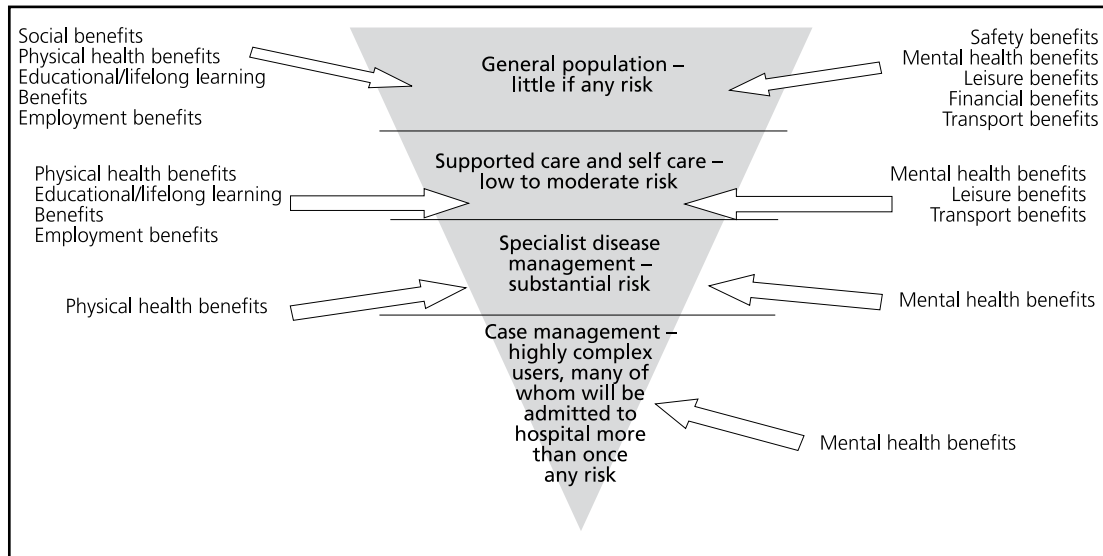 Social benefits
Physical health benefits
Educational/lifelong learning
Benefits
Employment benefits
General population –
little if any risk
Safety benefits
Mental health benefits
Leisure benefits
Financial benefits
Transport benefits
Physical health benefits
Educational/lifelong learning
Benefits
Employment benefits
Supported care and self care –
low to moderate risk
Mental health benefits
Leisure benefits
Transport benefits
Physical health benefits
Specialist disease
management –
substantial risk
Mental health benefits
Case management –
highly complex
users, many of
whom will be
admitted to
hospital more
than once
any risk
Mental health benefits